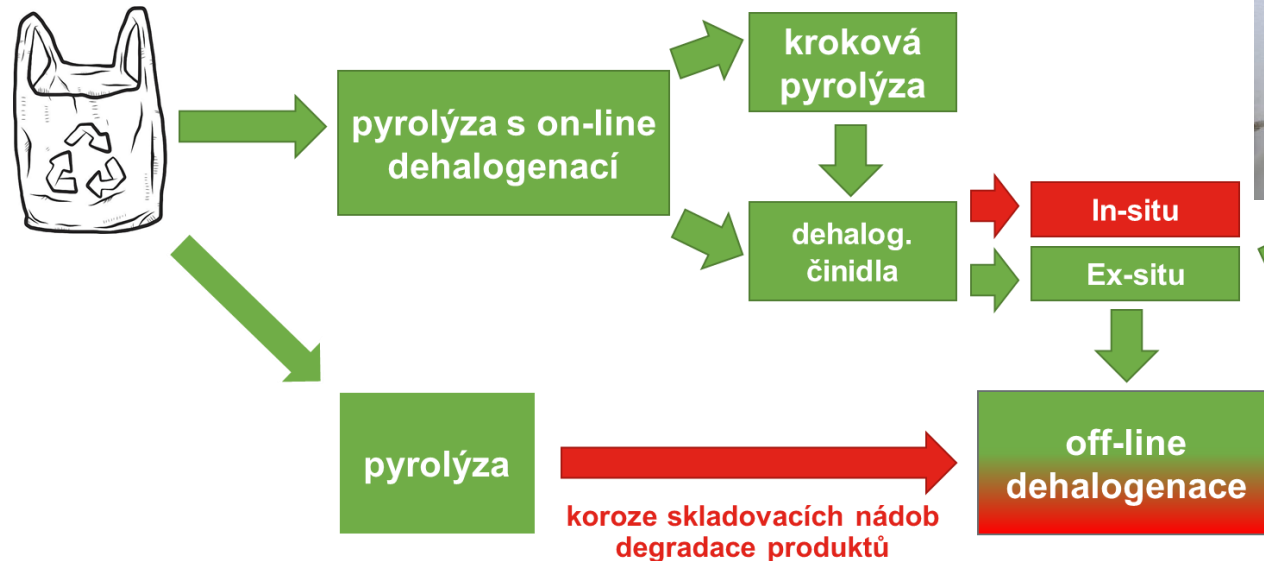 kroková
pyrolýza
pyrolýza s on-line
dehalogenací
dehalog.
činidla
In-situ
Ex-situ
pyrolýza
off-line
dehalogenace
koroze skladovacích nádob
degradace produktů